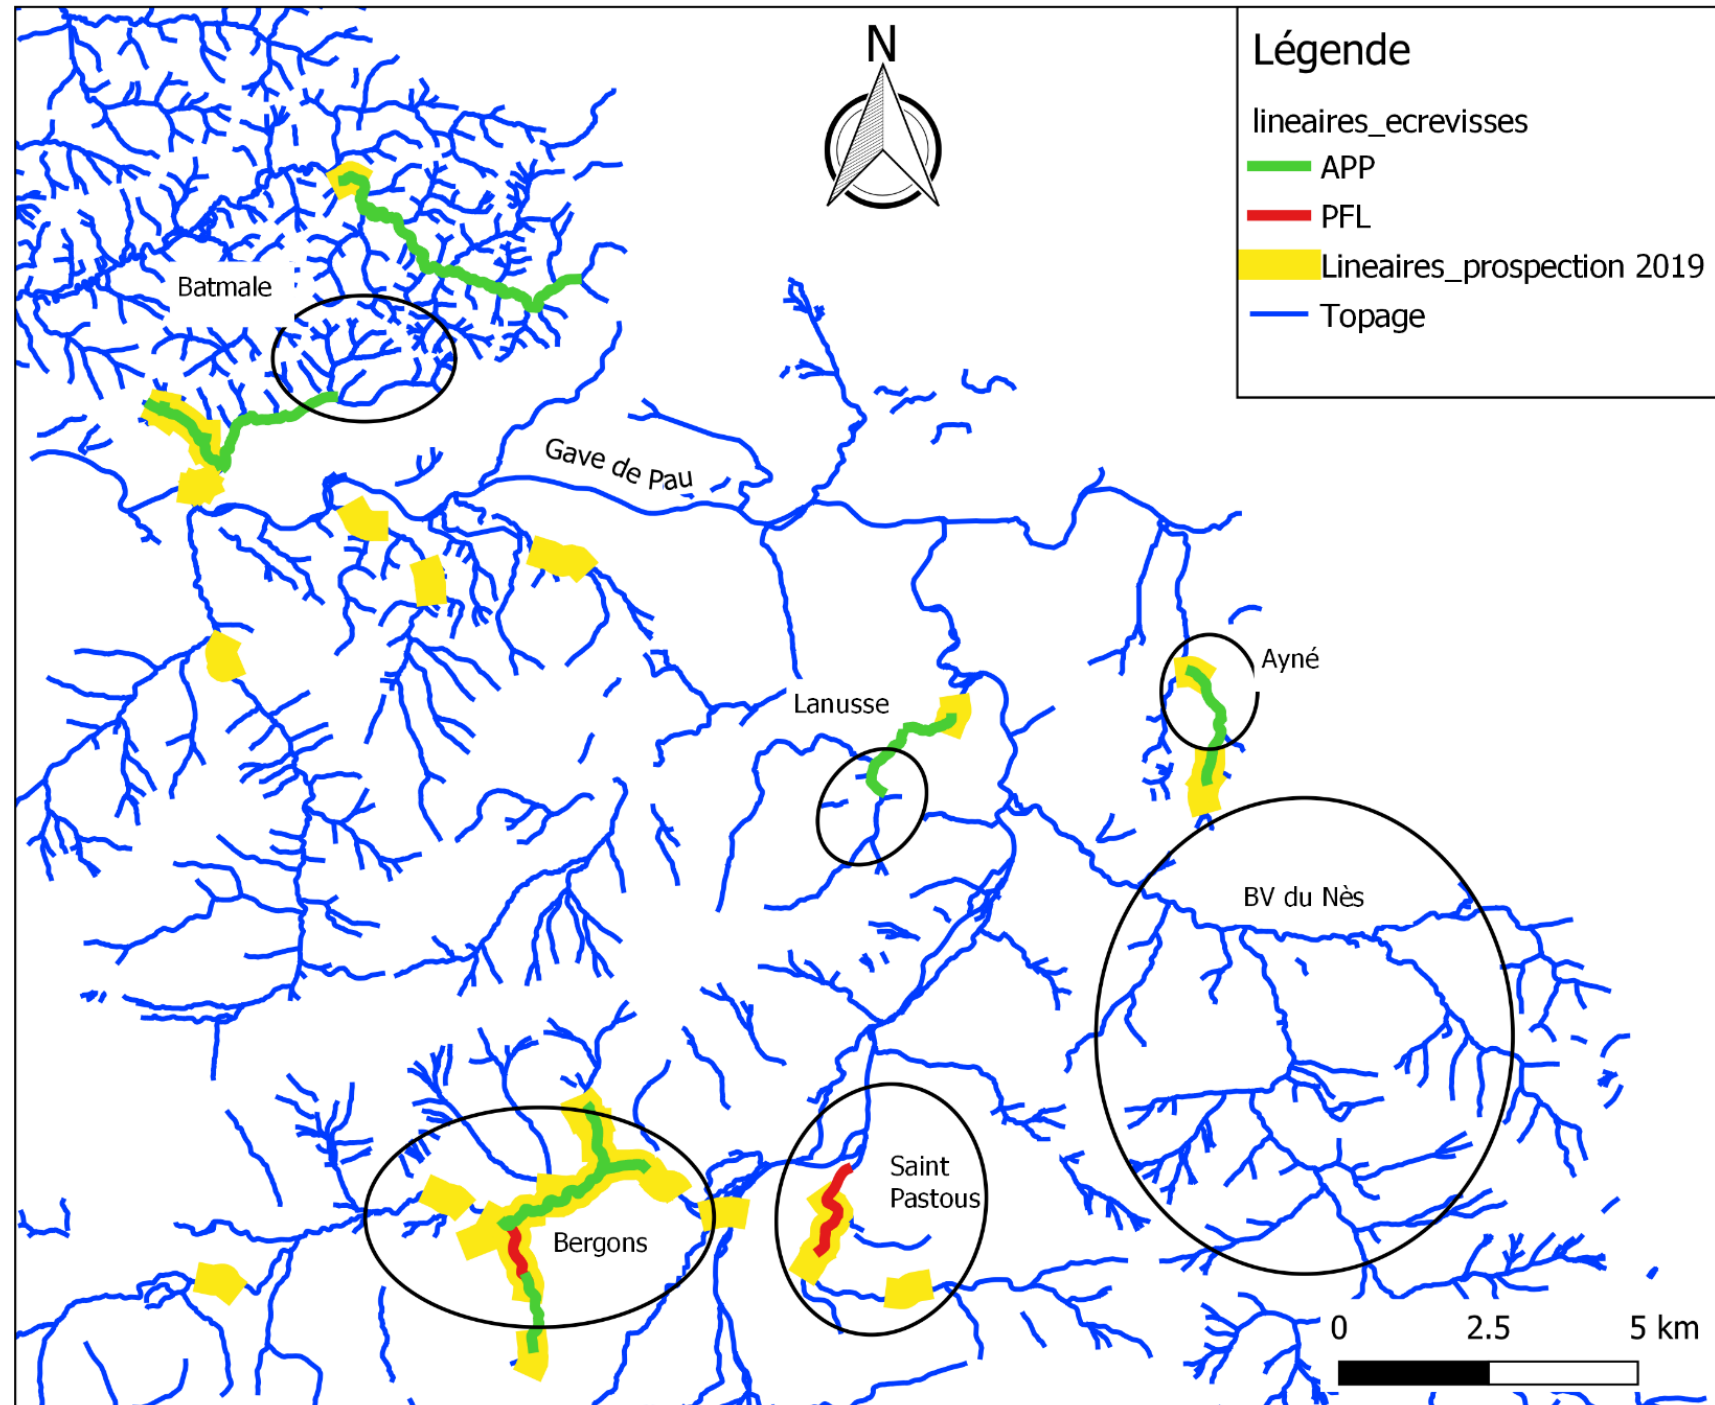 N
Légende
lineaires_ecrevisses
APP
PFL
Lineaires_prospection 2019
Topage
Batmale
Gave de Pau
Ayné
Lanusse
BV du Nès
Saint
Pastous
Bergons
0 2.5 5 km